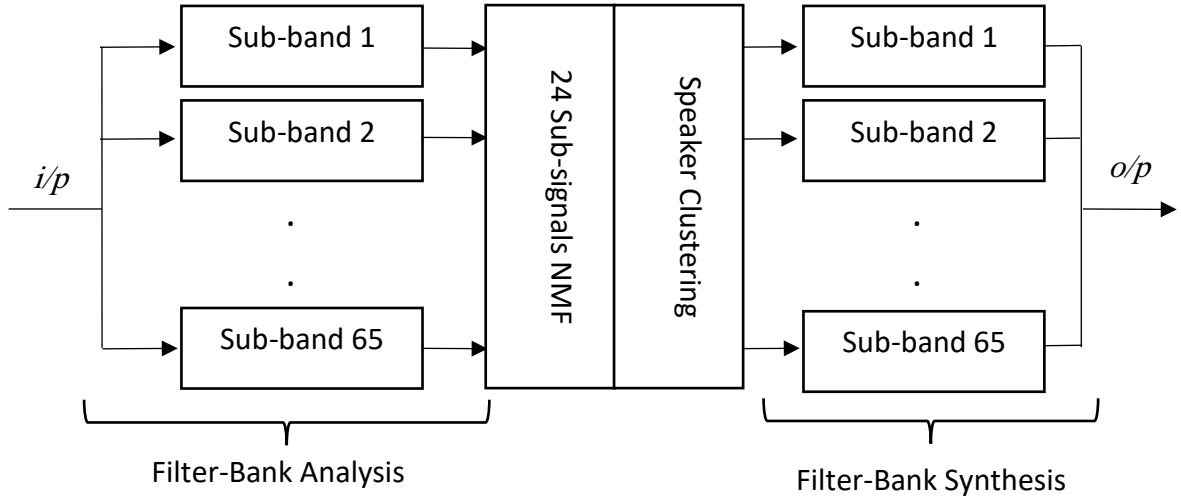 i/p
Sub-band 1
Sub-band 2
.
.
Sub-band 65
Filter-Bank Analysis
24 Sub-signals NMF
Speaker Clustering
Sub-band 1
Sub-band 2
.
.
Sub-band 65
Filter-Bank Synthesis
o/p